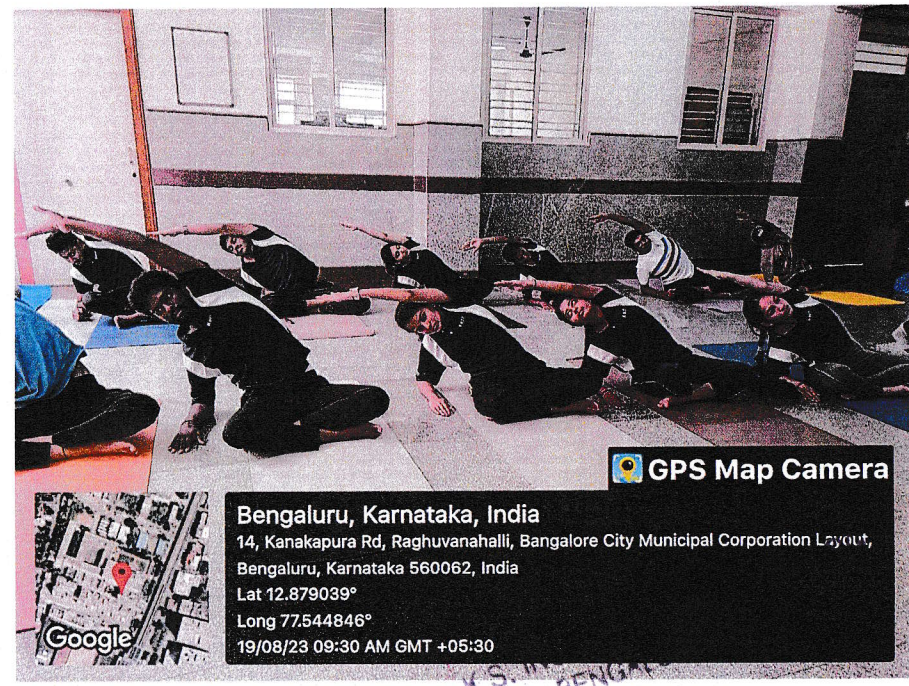 GPS Map Camera
Bengaluru, Karnataka, India
14, Kanakapura Rd, Raghuvanahalli, Bangalore City Municipal Corporation Layout,
Bengaluru, Karnataka 560062, India
Lat 12.879039°
Long 77.544846°
19/08/23 09:30 AM GMT +05:30
Google
K.S.